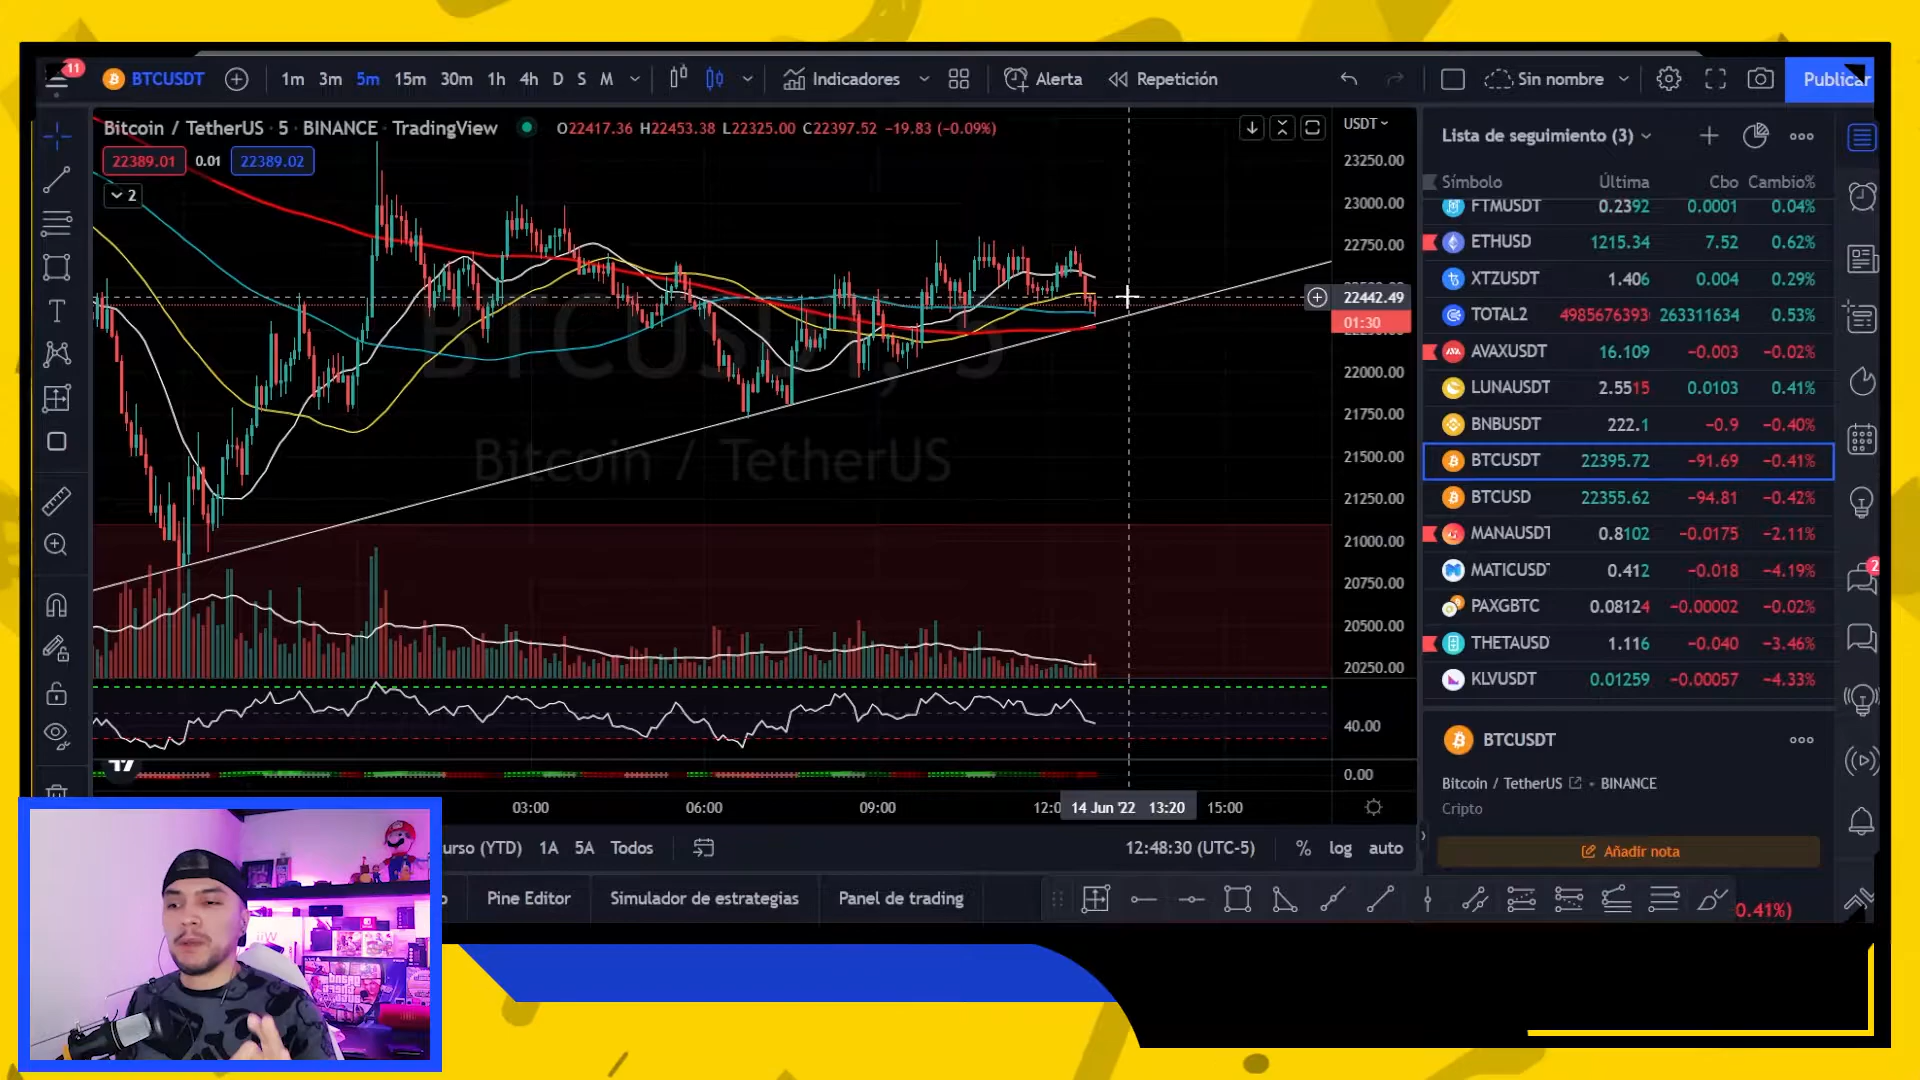 11
BTCUSDT
1m 3m 5m 15m 30m 1h 4h D S M
Indicadores
Alerta
Repetición
Sin nombre
Publicar
Bitcoin / TetherUS · 5 · BINANCE · TradingView
O22417.36 H22453.38 L22325.00 C22397.52 −19.83 (−0.09%)
22389.01 0.01 22389.02
2
USDT
23250.00
23000.00
22750.00
22442.49
01:30
22000.00
21750.00
21500.00
21250.00
21000.00
20750.00
20500.00
20250.00
40.00
0.00
BTCUSDT, 5
Bitcoin / TetherUS
03:00 06:00 09:00 14 Jun '22 13:20 15:00
(YTD) 1A 5A Todos
12:48:30 (UTC-5) % log auto
Pine Editor Simulador de estrategias Panel de trading
Lista de seguimiento (3)
Símbolo Última Cbo Cambio%
FTMUSDT 0.2392 0.0001 0.04%
ETHUSD 1215.34 7.52 0.62%
XTZUSDT 1.406 0.004 0.29%
TOTAL2 4985676393 263311634 0.53%
AVAXUSDT 16.109 −0.003 −0.02%
LUNAUSDT 2.5515 0.0103 0.41%
BNBUSDT 222.1 −0.9 −0.40%
BTCUSDT 22395.72 −91.69 −0.41%
BTCUSD 22355.62 −94.81 −0.42%
MANAUSDT 0.8102 −0.0175 −2.11%
MATICUSD 0.412 −0.018 −4.19%
PAXGBTC 0.08124 −0.00002 −0.02%
THETAUSD 1.116 −0.040 −3.46%
KLVUSDT 0.01259 −0.00057 −4.33%
2
BTCUSDT
Bitcoin / TetherUS · BINANCE
Cripto
Añadir nota
0.41%)